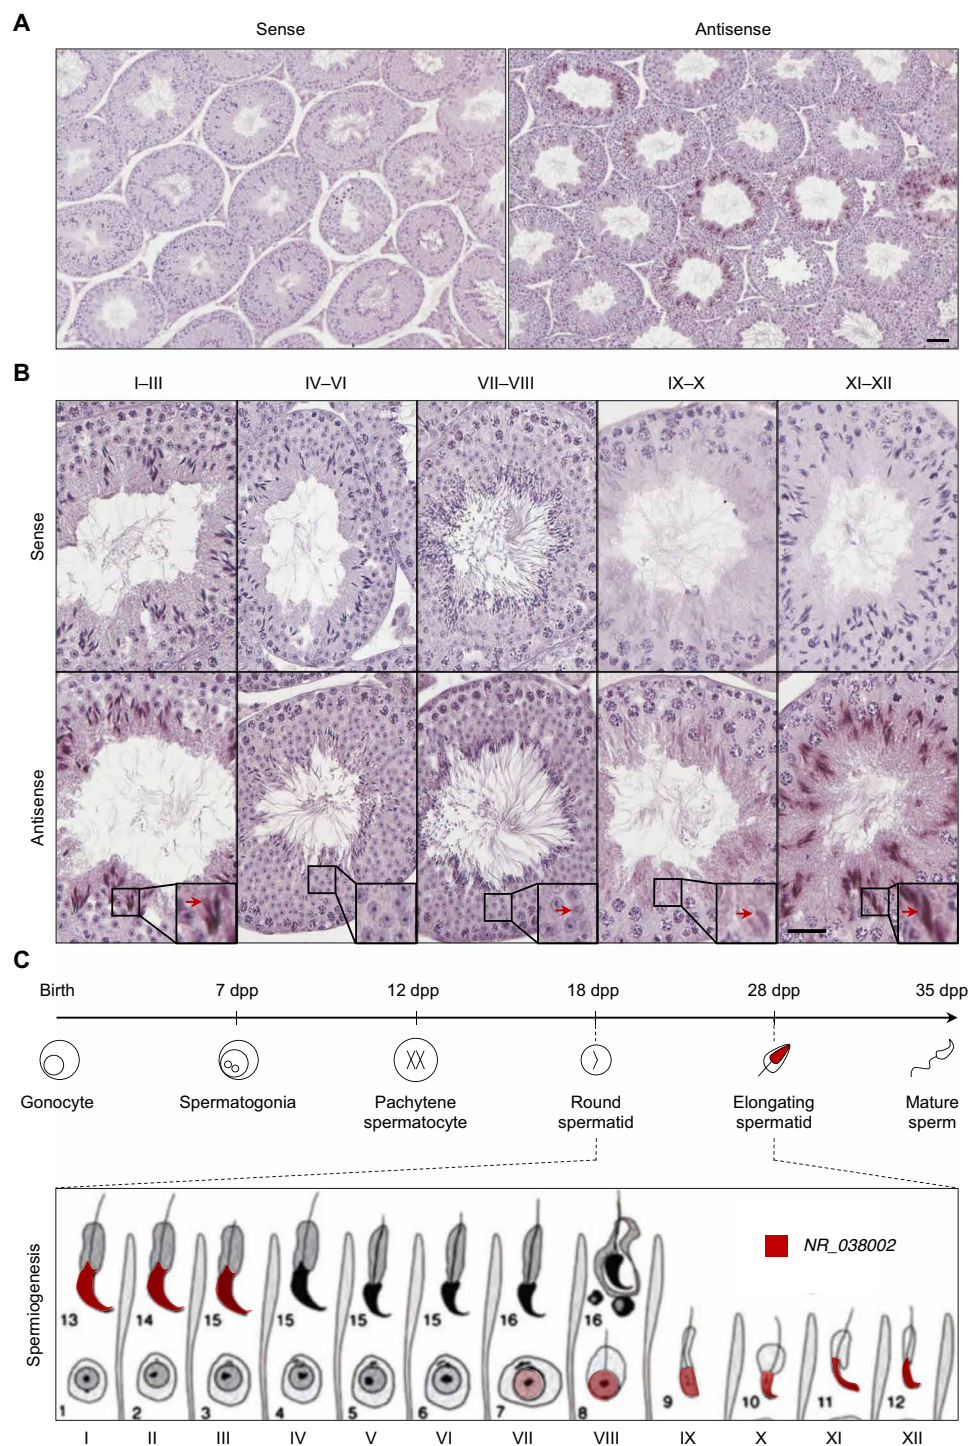 A
Sense
Antisense
B
I–III
IV–VI
VII–VIII
IX–X
XI–XII
Sense
Antisense
C
Birth
7 dpp
12 dpp
18 dpp
28 dpp
35 dpp
Gonocyte
Spermatogonia
Pachytene
spermatocyte
Round
spermatid
Elongating
spermatid
Mature
sperm
Spermiogenesis
NR_038002
13
14
15
15
15
15
16
16
1
2
3
4
5
6
7
8
9
10
11
12
I
II
III
IV
V
VI
VII
VIII
IX
X
XI
XII